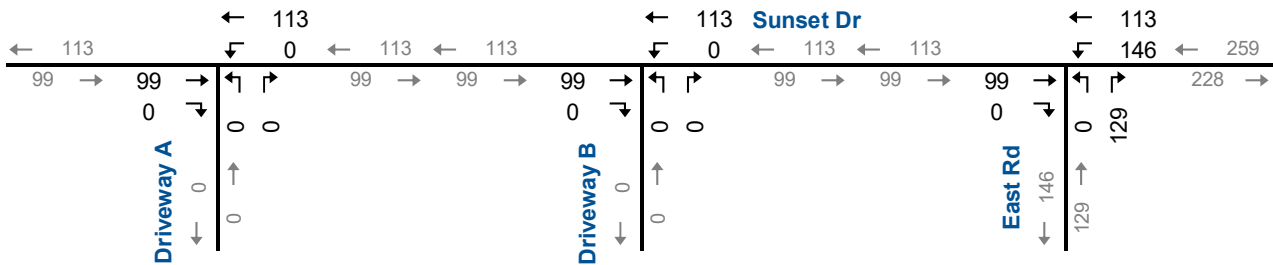 113 113 Sunset Dr 113
113 0 113 113 0 113 113 146 259
99 99 99 99 99 99 99 99 228
0 0 0
0 0 0 0 0 129
Driveway A 0 Driveway B 0 East Rd 146
0 0 129